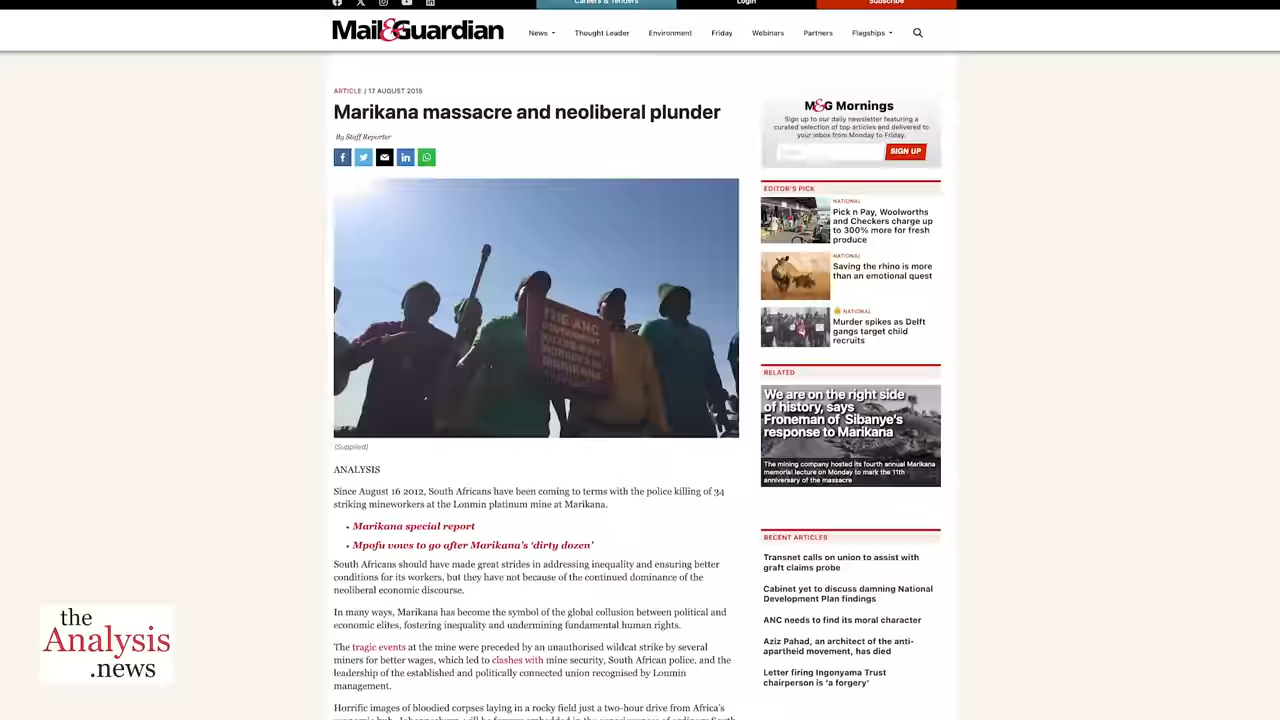 Careers & Tenders
Login
Subscribe
Mail&Guardian
News
Thought Leader
Environment
Friday
Webinars
Partners
Flagships
ARTICLE / 17 AUGUST 2015
Marikana massacre and neoliberal plunder
By Staff Reporter
THE ANC
(Supplied)
ANALYSIS
Since August 16 2012, South Africans have been coming to terms with the police killing of 34
striking mineworkers at the Lonmin platinum mine at Marikana.
• Marikana special report
• Mpofu vows to go after Marikana's 'dirty dozen'
South Africans should have made great strides in addressing inequality and ensuring better
conditions for its workers, but they have not because of the continued dominance of the
neoliberal economic discourse.
In many ways, Marikana has become the symbol of the global collusion between political and
economic elites, fostering inequality and undermining fundamental human rights.
The tragic events at the mine were preceded by an unauthorised wildcat strike by several
miners for better wages, which led to clashes with mine security, South African police, and the
leadership of the established and politically connected union recognised by Lonmin
management.
Horrific images of bloodied corpses laying in a rocky field just a two-hour drive from Africa's
M&G Mornings
Sign up to our daily newsletter featuring a
curated selection of top articles and delivered to
your inbox from Monday to Friday.
SIGN UP
EDITOR'S PICK
NATIONAL
Pick n Pay, Woolworths
and Checkers charge up
to 300% more for fresh
produce
NATIONAL
Saving the rhino is more
than an emotional quest
NATIONAL
Murder spikes as Delft
gangs target child
recruits
RELATED
We are on the right side
of history, says
Froneman of Sibanye's
response to Marikana
The mining company hosted its fourth annual Marikana
memorial lecture on Monday to mark the 11th
anniversary of the massacre
RECENT ARTICLES
Transnet calls on union to assist with
graft claims probe
Cabinet yet to discuss damning National
Development Plan findings
ANC needs to find its moral character
Aziz Pahad, an architect of the anti-
apartheid movement, has died
Letter firing Ingonyama Trust
chairperson is 'a forgery'
the
Analysis
.news